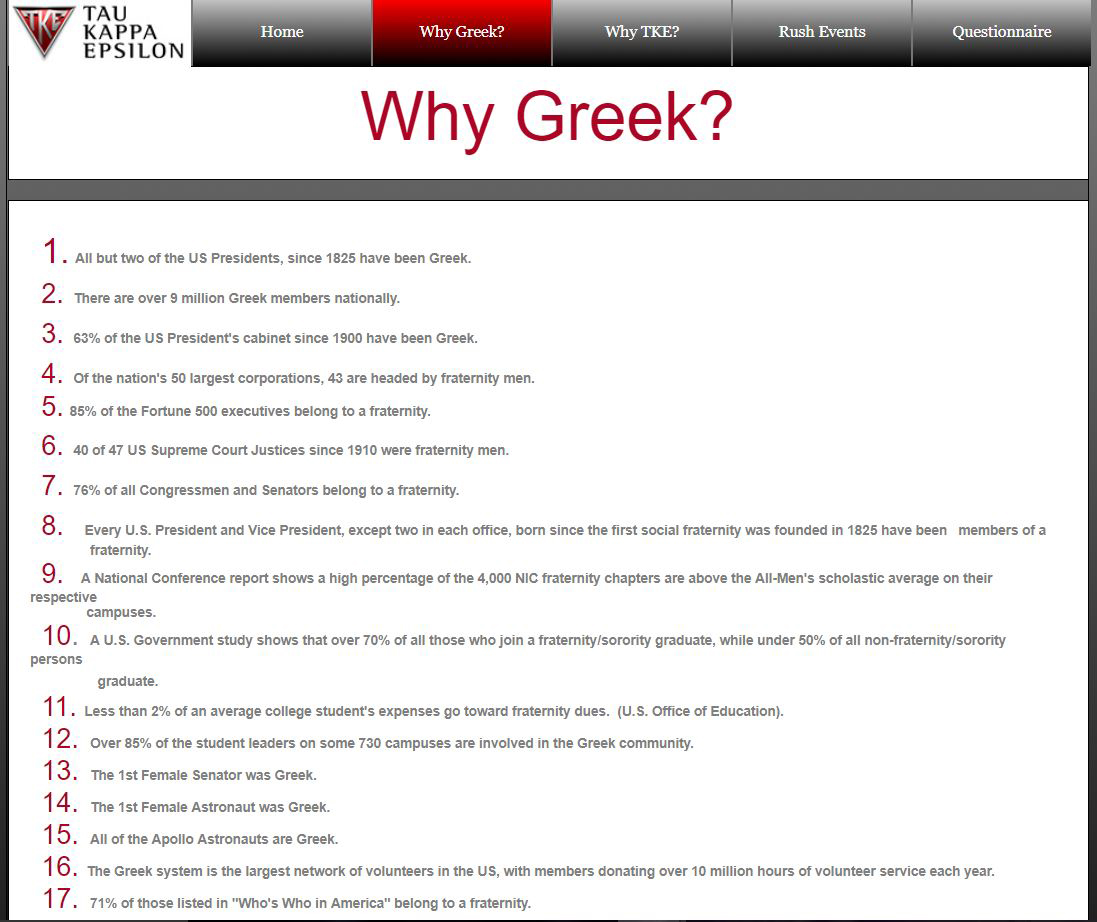 TKE
TAU
KAPPA
EPSILON
Home
Why Greek?
Why TKE?
Rush Events
Questionnaire
Why Greek?
1. All but two of the US Presidents, since 1825 have been Greek.
2. There are over 9 million Greek members nationally.
3. 63% of the US President's cabinet since 1900 have been Greek.
4. Of the nation's 50 largest corporations, 43 are headed by fraternity men.
5. 85% of the Fortune 500 executives belong to a fraternity.
6. 40 of 47 US Supreme Court Justices since 1910 were fraternity men.
7. 76% of all Congressmen and Senators belong to a fraternity.
8. Every U.S. President and Vice President, except two in each office, born since the first social fraternity was founded in 1825 have been members of a
fraternity.
9. A National Conference report shows a high percentage of the 4,000 NIC fraternity chapters are above the All-Men's scholastic average on their
respective
campuses.
10. A U.S. Government study shows that over 70% of all those who join a fraternity/sorority graduate, while under 50% of all non-fraternity/sorority
persons
graduate.
11. Less than 2% of an average college student's expenses go toward fraternity dues. (U.S. Office of Education).
12. Over 85% of the student leaders on some 730 campuses are involved in the Greek community.
13. The 1st Female Senator was Greek.
14. The 1st Female Astronaut was Greek.
15. All of the Apollo Astronauts are Greek.
16. The Greek system is the largest network of volunteers in the US, with members donating over 10 million hours of volunteer service each year.
17. 71% of those listed in "Who's Who in America" belong to a fraternity.